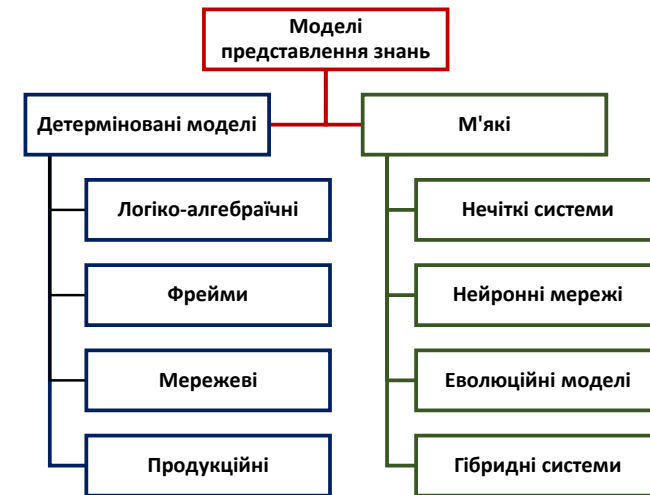 Моделі
представлення знань
Детерміновані моделі
М'які
Логіко-алгебраїчні
Нечіткі системи
Фрейми
Нейронні мережі
Мережеві
Еволюційні моделі
Продукційні
Гібридні системи